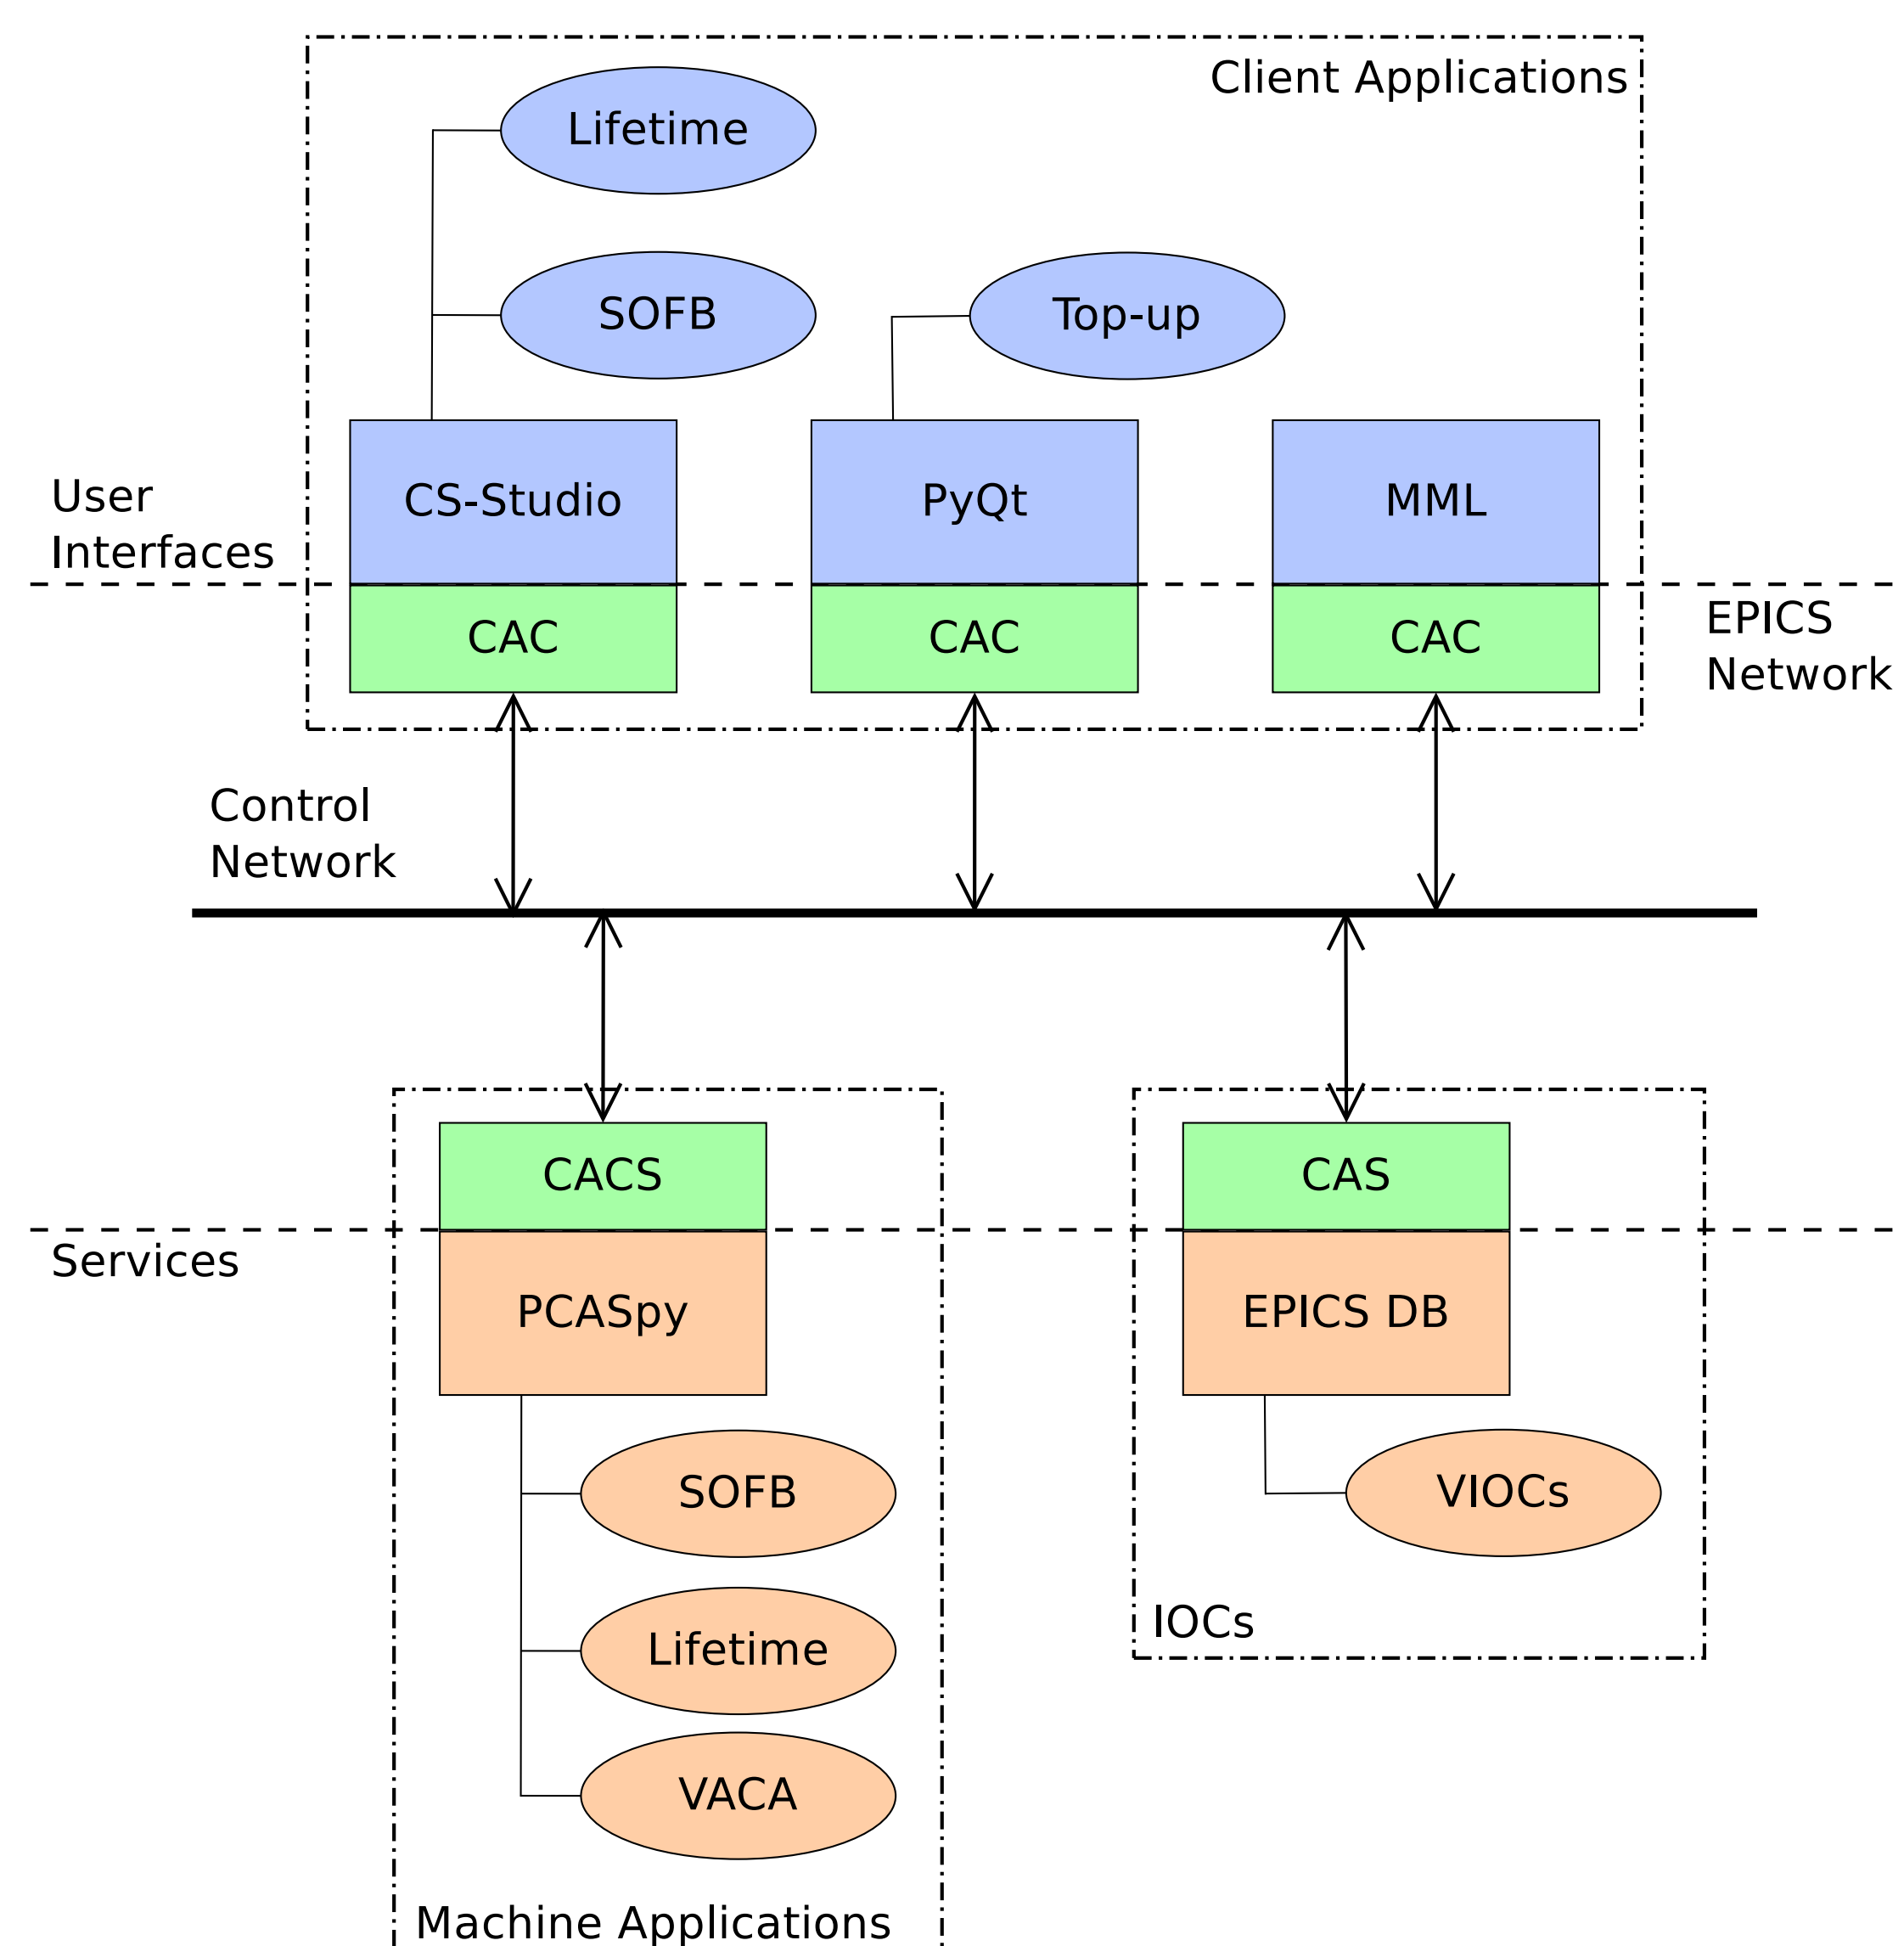 Client Applications
Lifetime
SOFB
Top-up
CS-Studio
PyQt
MML
User
Interfaces
CAC
CAC
CAC
EPICS
Network
Control
Network
CACS
CAS
Services
PCASpy
EPICS DB
SOFB
VIOCs
IOCs
Lifetime
VACA
Machine Applications